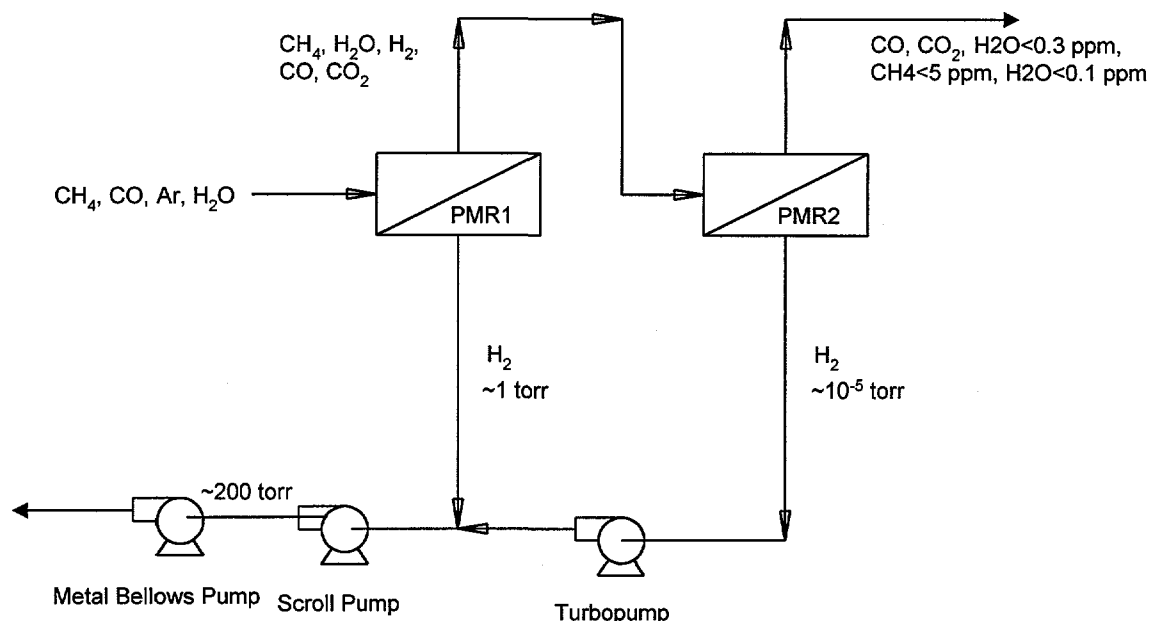 CH₄, H₂O, H₂,
CO, CO₂
CO, CO₂, H2O<0.3 ppm,
CH4<5 ppm, H2O<0.1 ppm
CH₄, CO, Ar, H₂O
PMR1
PMR2
H₂
~1 torr
H₂
~10⁻⁵ torr
~200 torr
Metal Bellows Pump
Scroll Pump
Turbopump